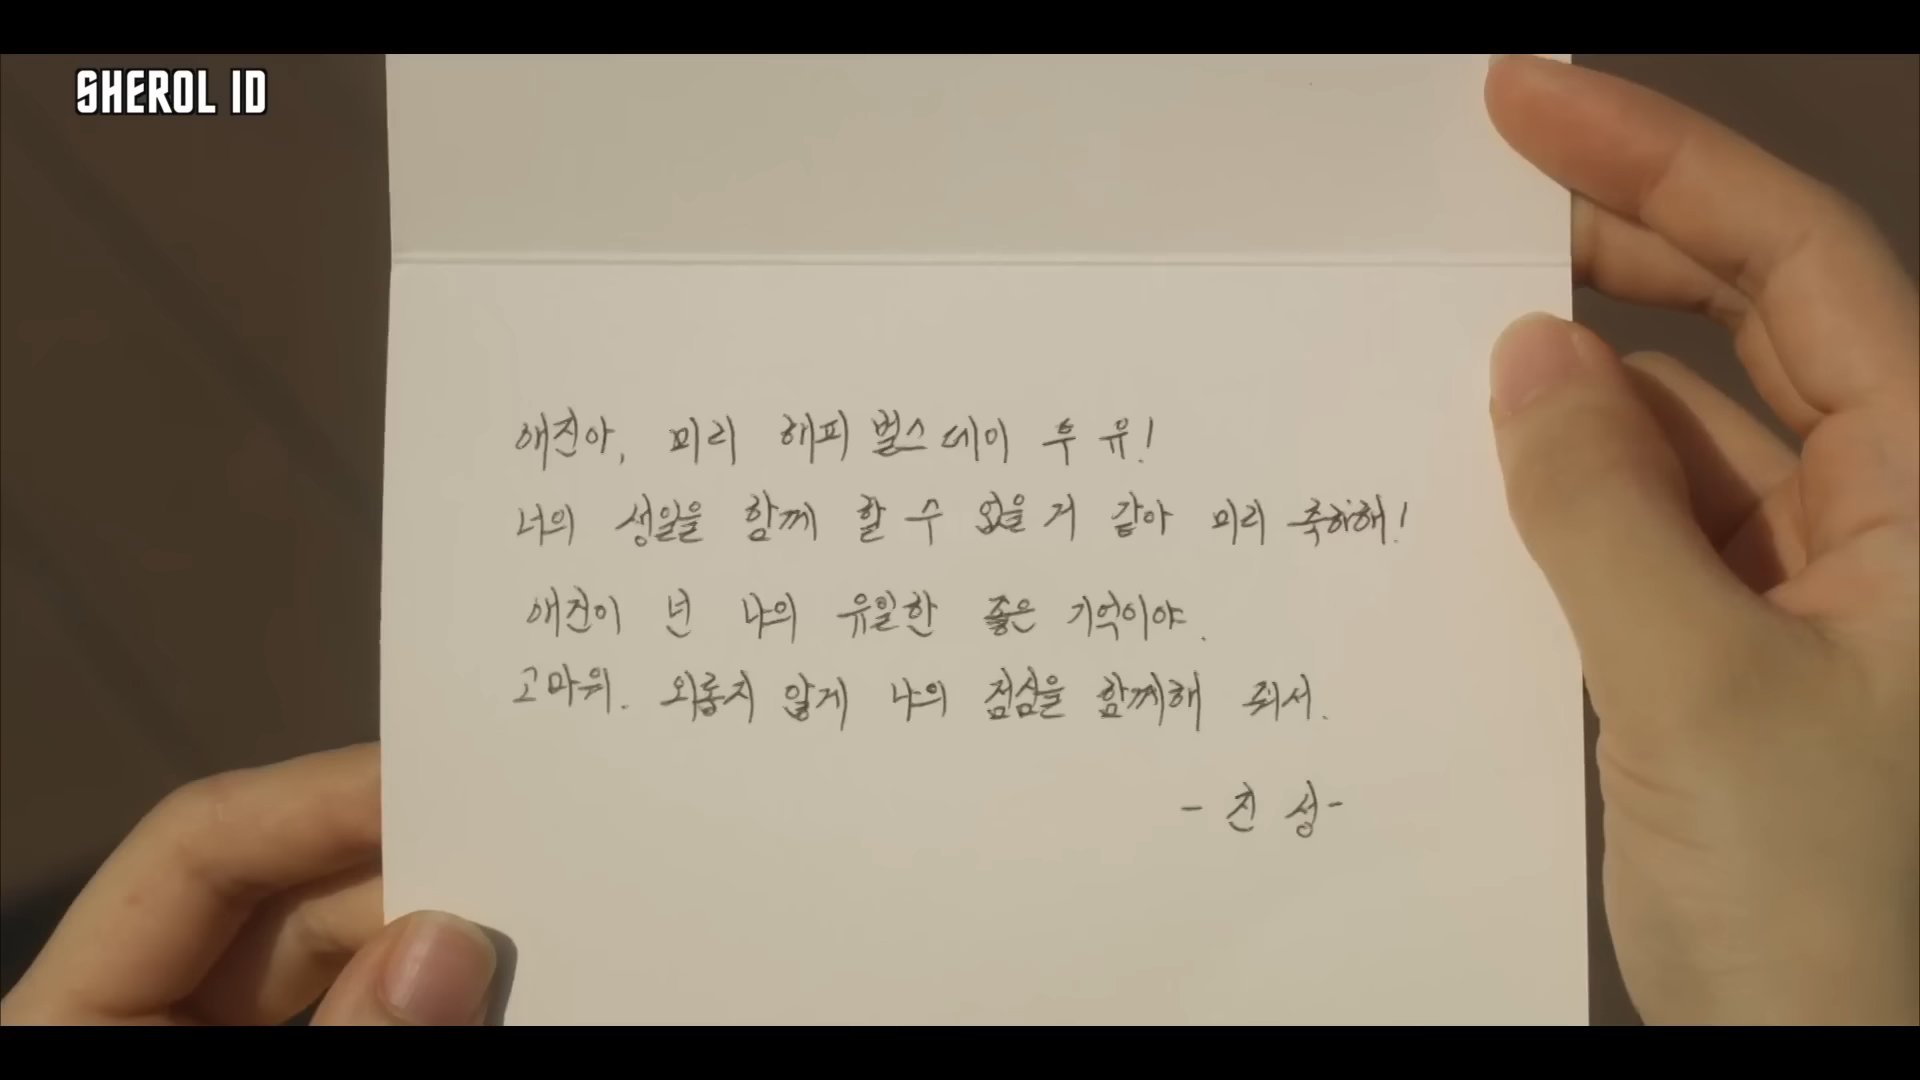 SHEROL ID
애진아, 미리 해피 벌스데이 투 유!
너의 생일을 함께 할 수 없을 거 같아 미리 축하해!
애진이 넌 나의 유일한 좋은 기억이야.
고마워. 외롭지 않게 나의 점심을 함께해 줘서.
- 진 성 -